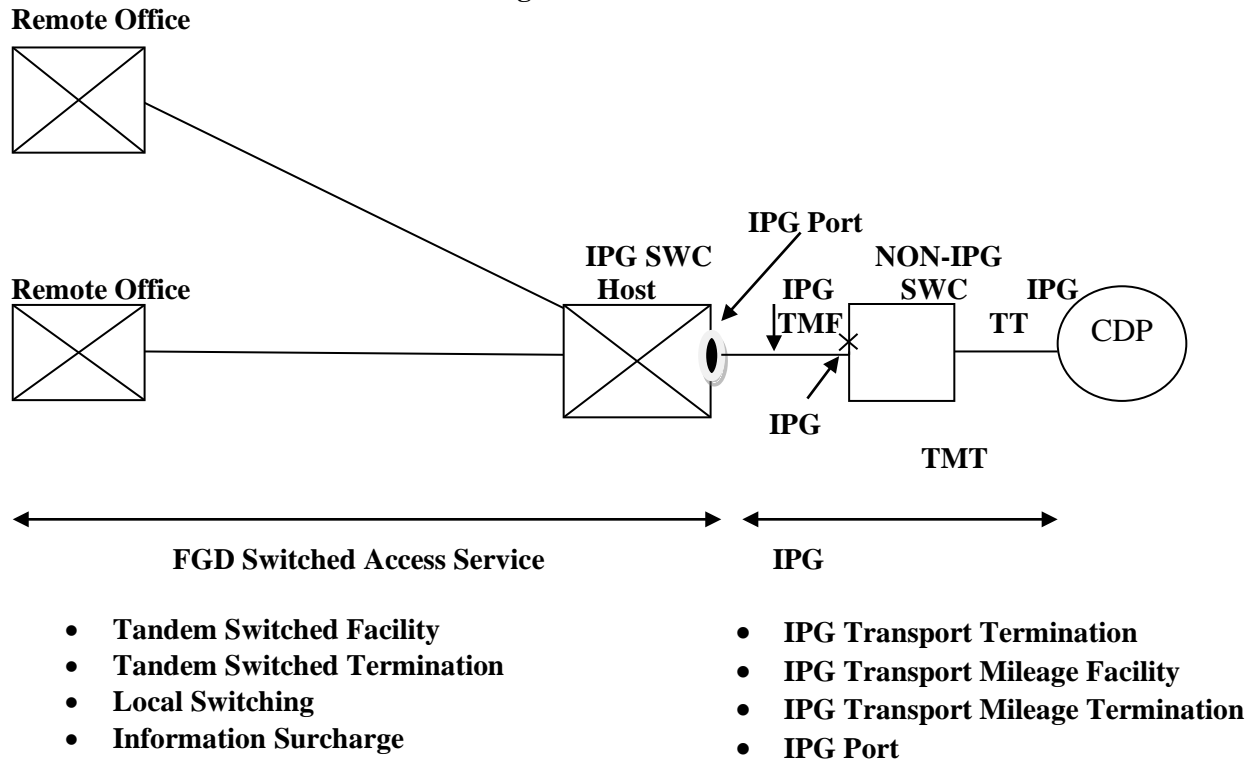 Remote Office
IPG Port
IPG SWC
Host
NON-IPG
SWC
Remote Office
IPG
TMF
IPG
TT
CDP
IPG
TMT
FGD Switched Access Service
IPG
• Tandem Switched Facility
• Tandem Switched Termination
• Local Switching
• Information Surcharge
• IPG Transport Termination
• IPG Transport Mileage Facility
• IPG Transport Mileage Termination
• IPG Port